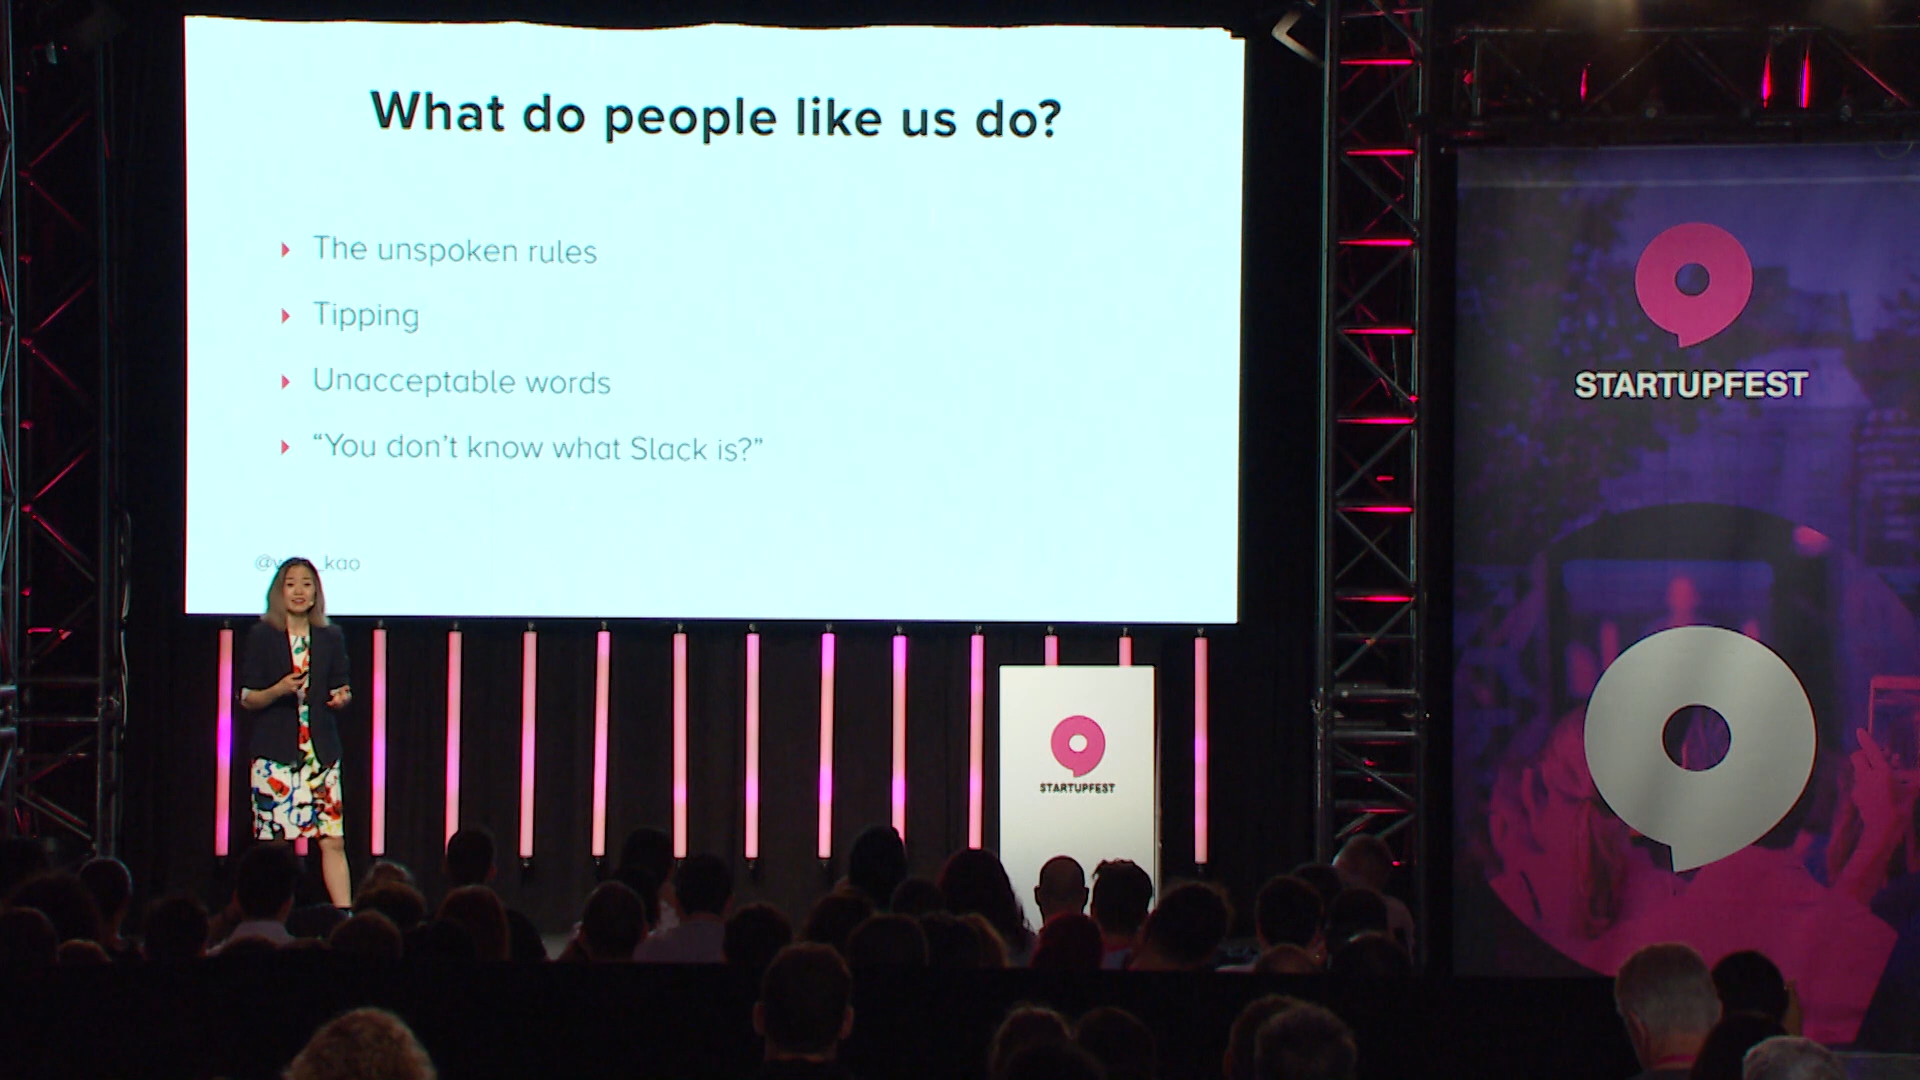 What do people like us do?
The unspoken rules
Tipping
Unacceptable words
“You don’t know what Slack is?”
STARTUPFEST
STARTUPFEST